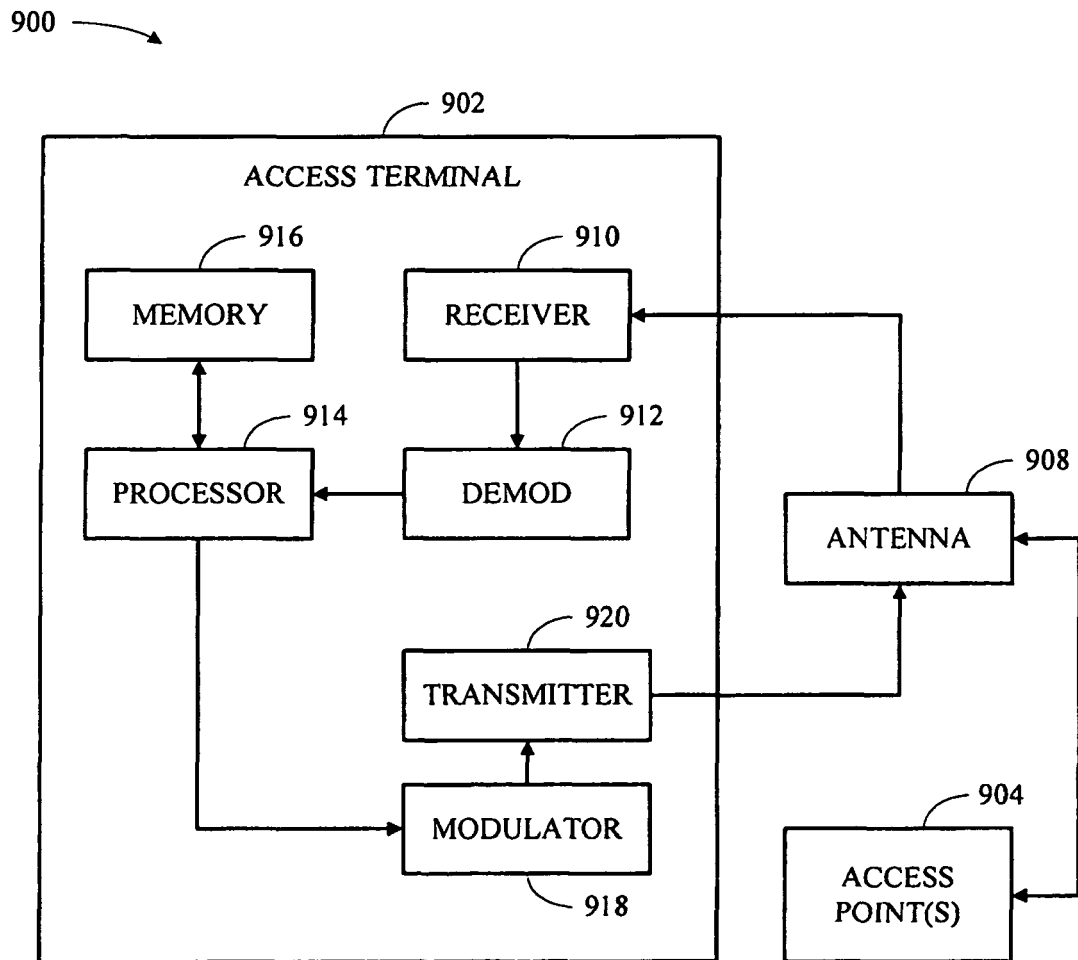 900
902
ACCESS TERMINAL
916
910
MEMORY
RECEIVER
914
912
908
PROCESSOR
DEMOD
ANTENNA
920
TRANSMITTER
904
MODULATOR
ACCESS
POINT(S)
918